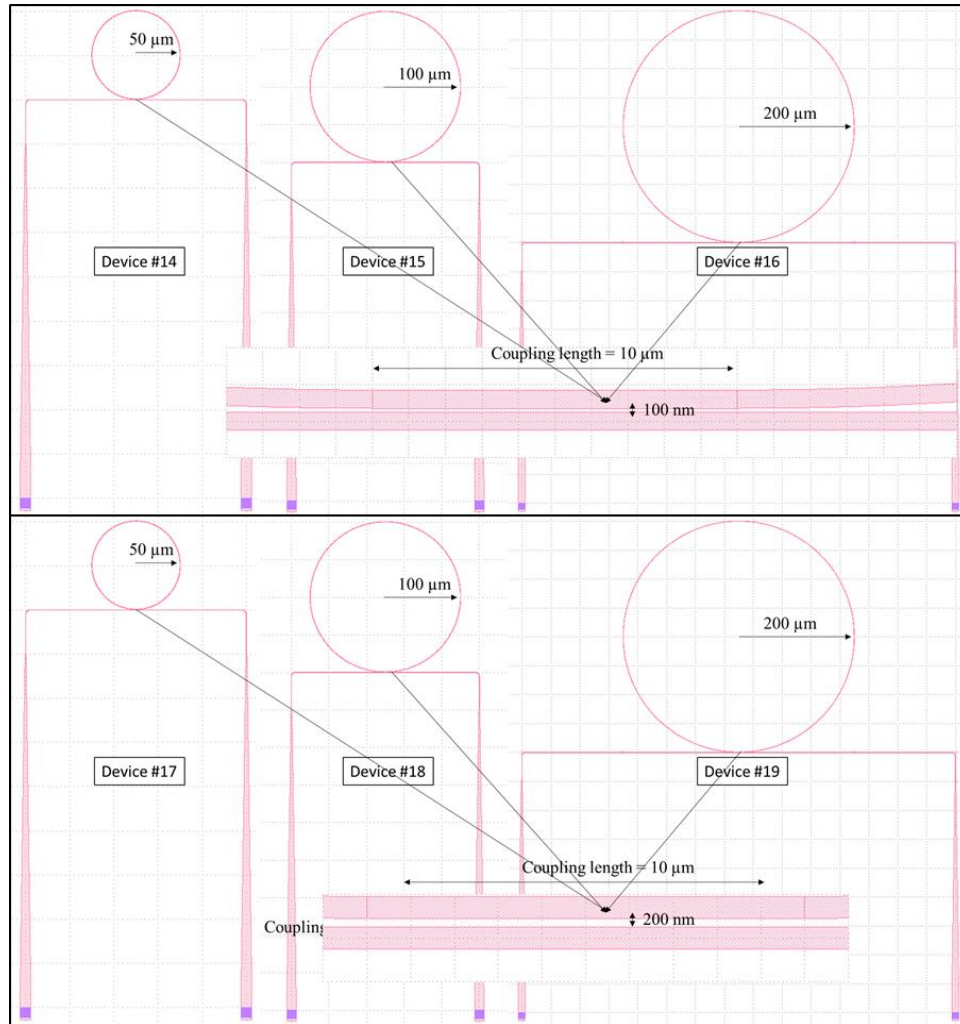 50 µm
100 µm
200 µm
Device #14
Device #15
Device #16
Coupling length = 10 µm
100 nm
50 µm
100 µm
200 µm
Device #17
Device #18
Device #19
Coupling length = 10 µm
200 nm
Coupling